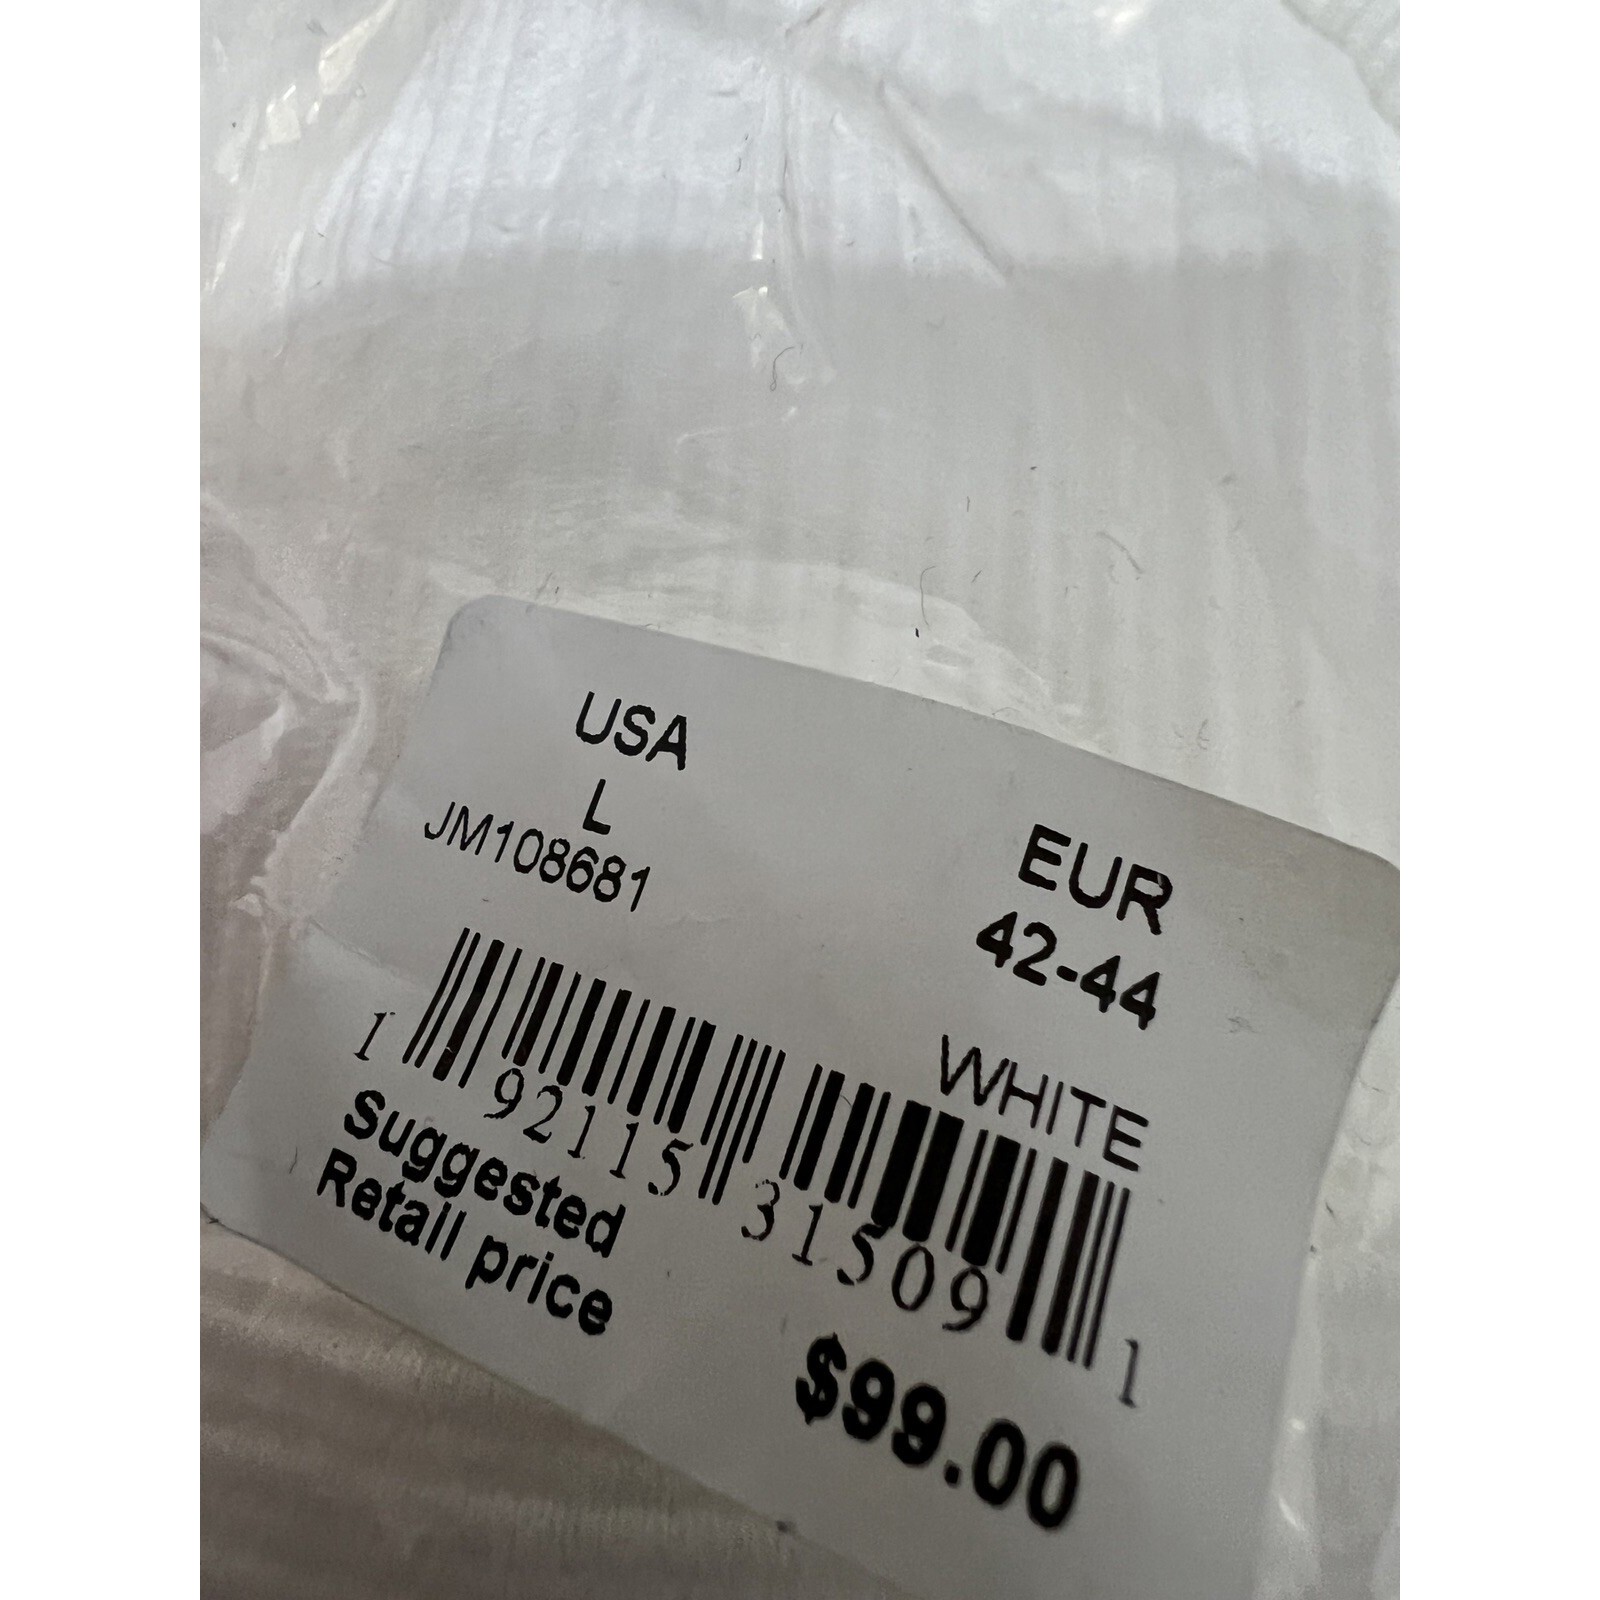 USA
L
JM108681
EUR
42-44
WHITE
1 92115 31509 1
Suggested
Retail price
$99.00